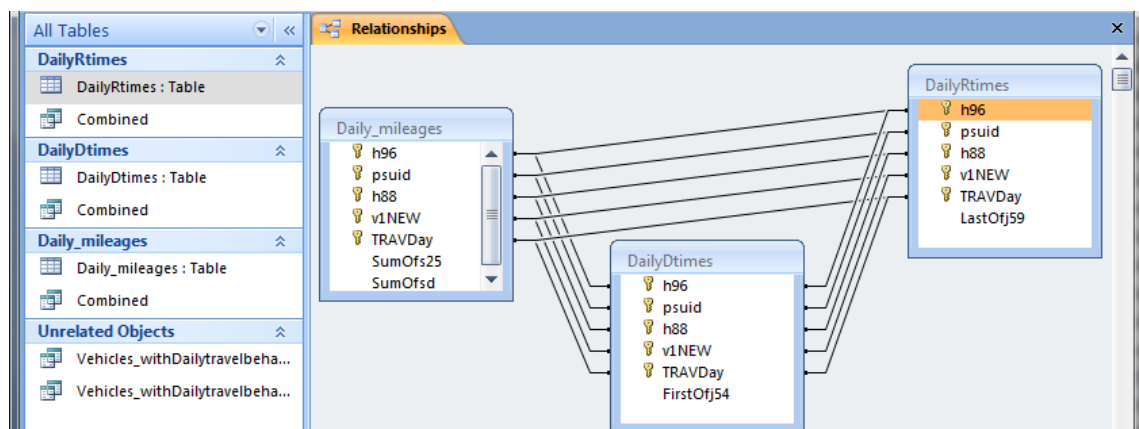 All Tables
DailyRtimes
DailyRtimes : Table
Combined
DailyDtimes
DailyDtimes : Table
Combined
Daily_mileages
Daily_mileages : Table
Combined
Unrelated Objects
Vehicles_withDailytravelbeha...
Vehicles_withDailytravelbeha...
Relationships
Daily_mileages
h96
psuid
h88
v1NEW
TRAVDay
SumOfs25
SumOfsd
DailyDtimes
h96
psuid
h88
v1NEW
TRAVDay
FirstOfj54
DailyRtimes
h96
psuid
h88
v1NEW
TRAVDay
LastOfj59